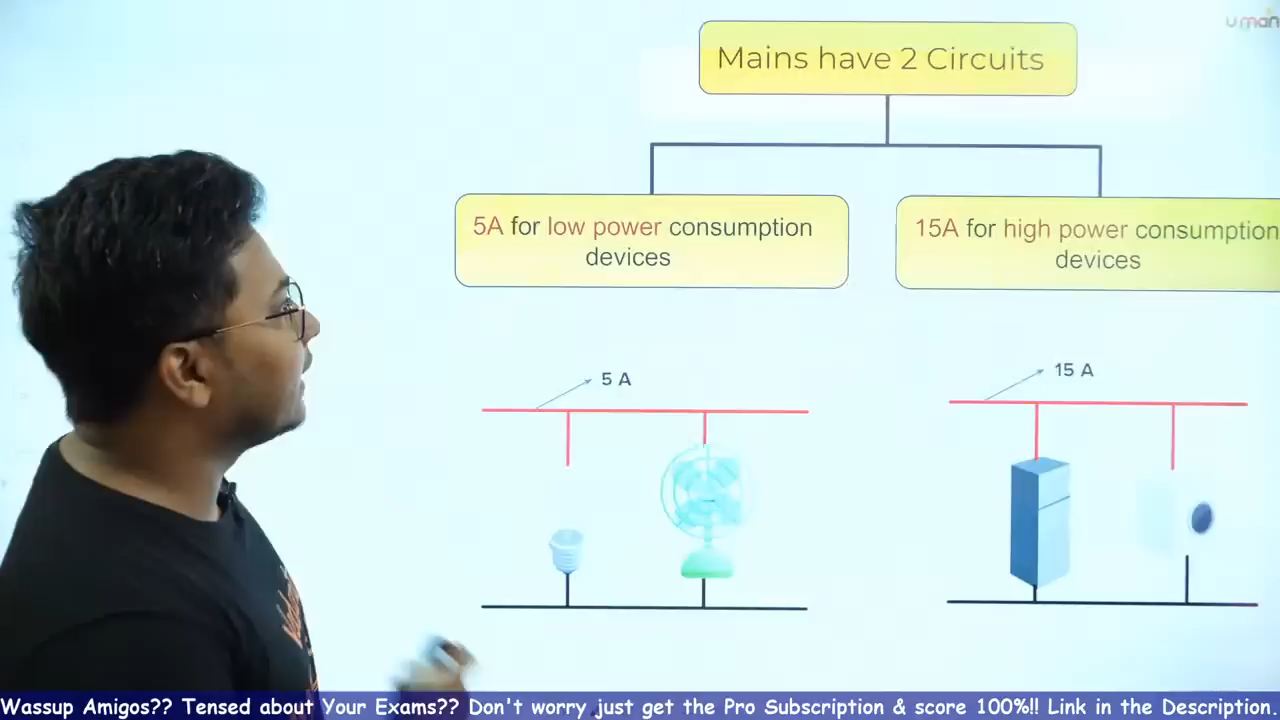 Mains have 2 Circuits
5A for low power consumption
devices
15A for high power consumption
devices
5 A
15 A
Wassup Amigos?? Tensed about Your Exams?? Don't worry just get the Pro Subscription & score 100%!! Link in the Description.